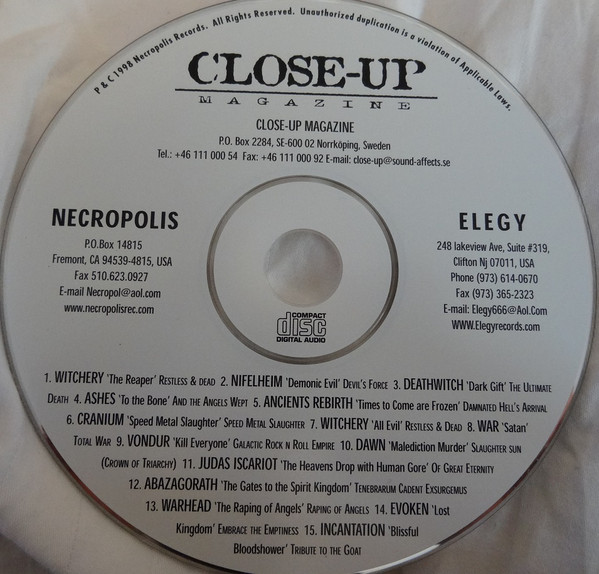 P & C 1998 Necropolis Records. All Rights Reserved. Unauthorized duplication is a violation of Applicable Laws.
CLOSE-UP
MAGAZINE
CLOSE-UP MAGAZINE
P.O. Box 2284, SE-600 02 Norrköping, Sweden
Tel.: +46 111 000 54 Fax: +46 111 000 92 E-mail: close-up@sound-affects.se
NECROPOLIS
P.O.Box 14815
Fremont, CA 94539-4815, USA
Fax 510.623.0927
E-mail Necropol@aol.com
www.necropolisrec.com
ELEGY
248 lakeview Ave, Suite #319,
Clifton Nj 07011, USA
Phone (973) 614-0670
Fax (973) 365-2323
E-mail: Elegy666@Aol.Com
WWW.Elegyrecords.com
COMPACT
disc
DIGITAL AUDIO
1. WITCHERY 'The Reaper' RESTLESS & DEAD 2. NIFELHEIM 'Demonic Evil' DEVIL'S FORCE 3. DEATHWITCH 'Dark Gift' THE ULTIMATE
DEATH 4. ASHES 'To the Bone' AND THE ANGELS WEPT 5. ANCIENTS REBIRTH 'Times to Come are Frozen' DAMNATED HELL'S ARRIVAL
6. CRANIUM 'Speed Metal Slaughter' SPEED METAL SLAUGHTER 7. WITCHERY 'All Evil' RESTLESS & DEAD 8. WAR 'Satan'
TOTAL WAR 9. VONDUR 'Kill Everyone' GALACTIC ROCK N ROLL EMPIRE 10. DAWN 'Malediction Murder' SLAUGHTER SUN
(CROWN OF TRIARCHY) 11. JUDAS ISCARIOT 'The Heavens Drop with Human Gore' OF GREAT ETERNITY
12. ABAZAGORATH 'The Gates to the Spirit Kingdom' TENEBRARUM CADENT EXSURGEMUS
13. WARHEAD 'The Raping of Angels' RAPING OF ANGELS 14. EVOKEN 'Lost
Kingdom' EMBRACE THE EMPTINESS 15. INCANTATION 'Blissful
Bloodshower' TRIBUTE TO THE GOAT